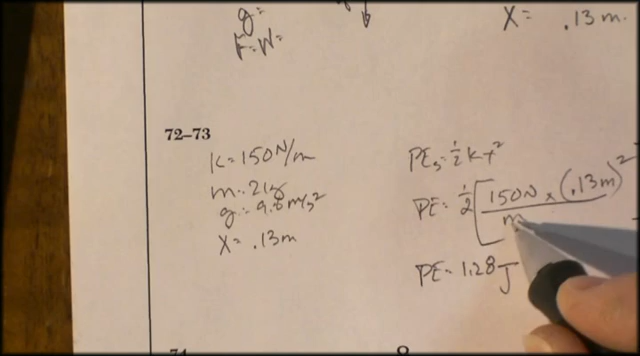 g=
F=W=
X= .13m.
72–73
K=150N/m
m=2kg
g=9.8m/s²
X= .13m
PEs=½kx²
PE=½[150N × (.13m)²
m
PE=1.28J